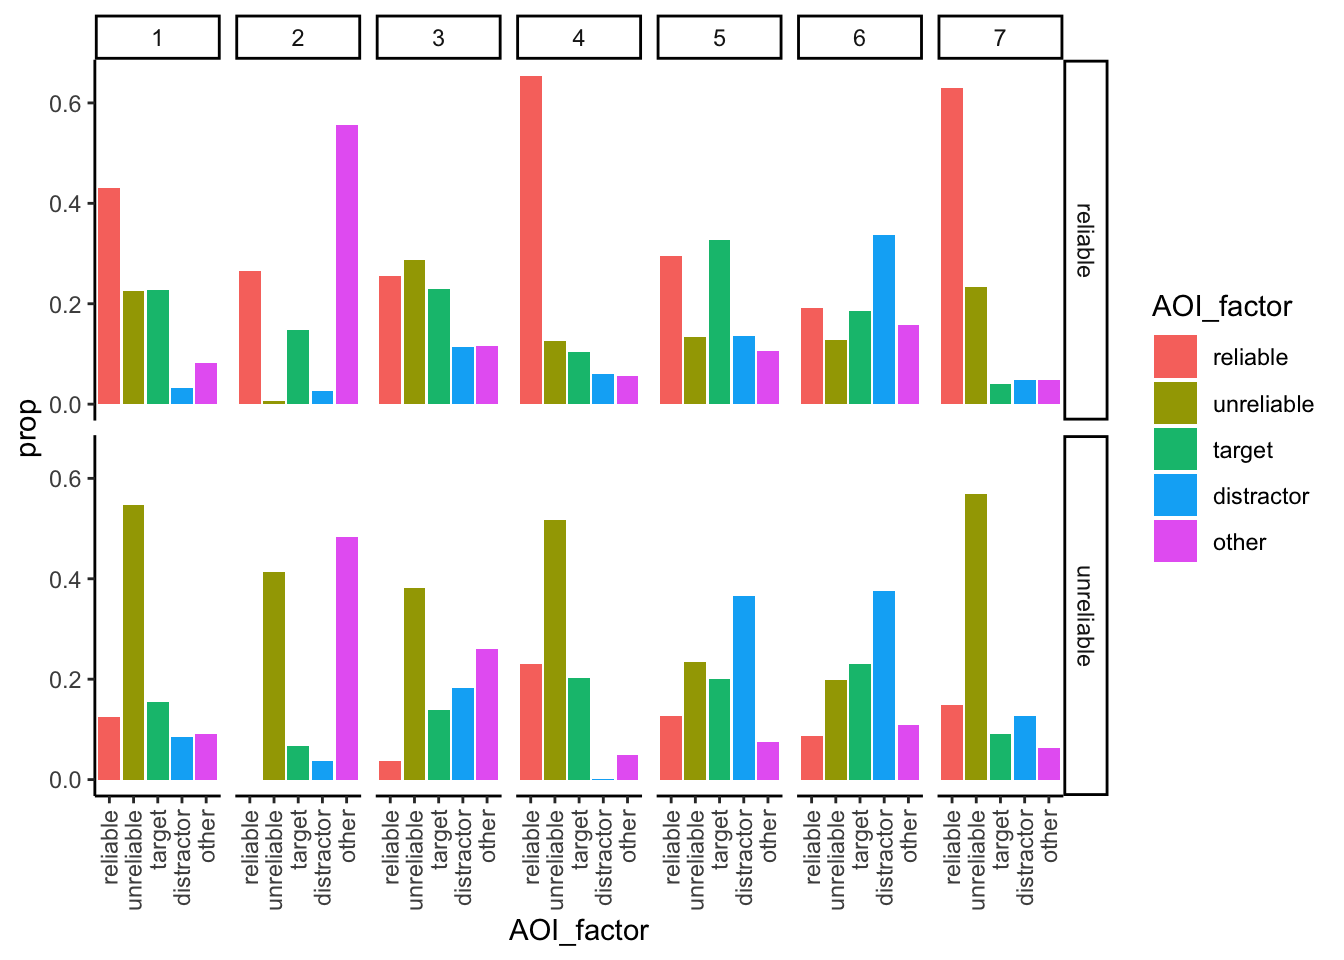 1 2 3 4 5 6 7
0.6
0.4
0.2
0.0
reliable
0.6
0.4
0.2
0.0
unreliable
prop
reliable unreliable target distractor other reliable unreliable target distractor other reliable unreliable target distractor other reliable unreliable target distractor other reliable unreliable target distractor other reliable unreliable target distractor other reliable unreliable target distractor other
AOI_factor
AOI_factor
reliable
unreliable
target
distractor
other